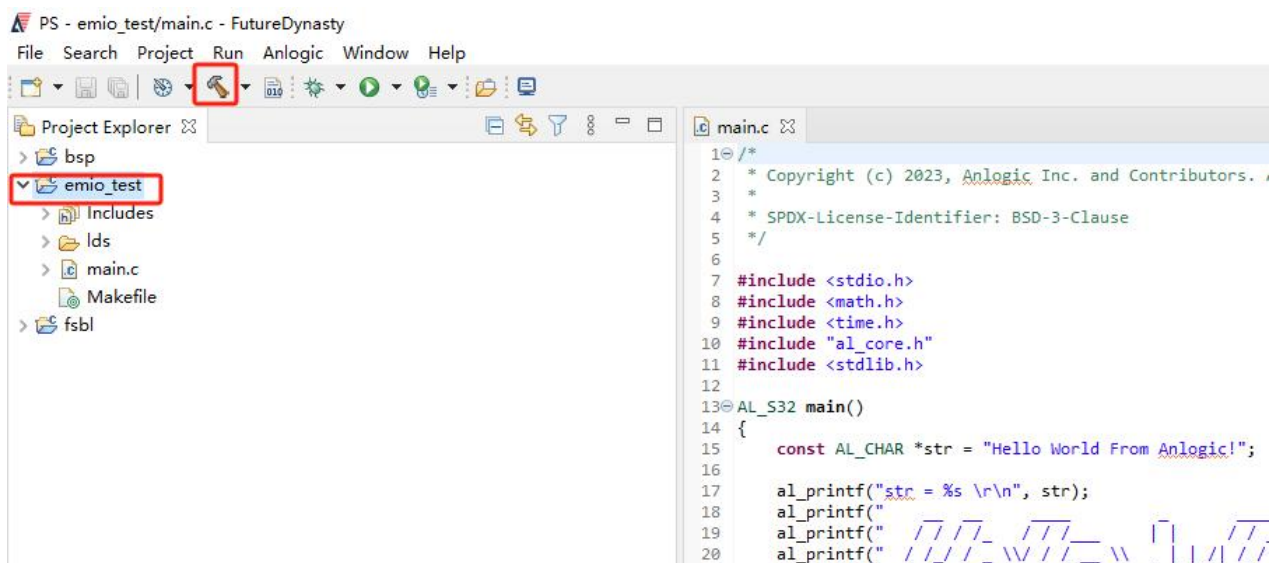 PS - emio_test/main.c - FutureDynasty
File Search Project Run Anlogic Window Help
010
Project Explorer
main.c
bsp
emio_test
Includes
lds
main.c
Makefile
fsbl
1 /*
2 * Copyright (c) 2023, Anlogic Inc. and Contributors.
3 *
4 * SPDX-License-Identifier: BSD-3-Clause
5 */
6
7 #include <stdio.h>
8 #include <math.h>
9 #include <time.h>
10 #include "al_core.h"
11 #include <stdlib.h>
12
13 AL_S32 main()
14 {
15 const AL_CHAR *str = "Hello World From Anlogic!";
16
17 al_printf("str = %s \r\n", str);
18 al_printf("
19 al_printf("
20 al_printf("